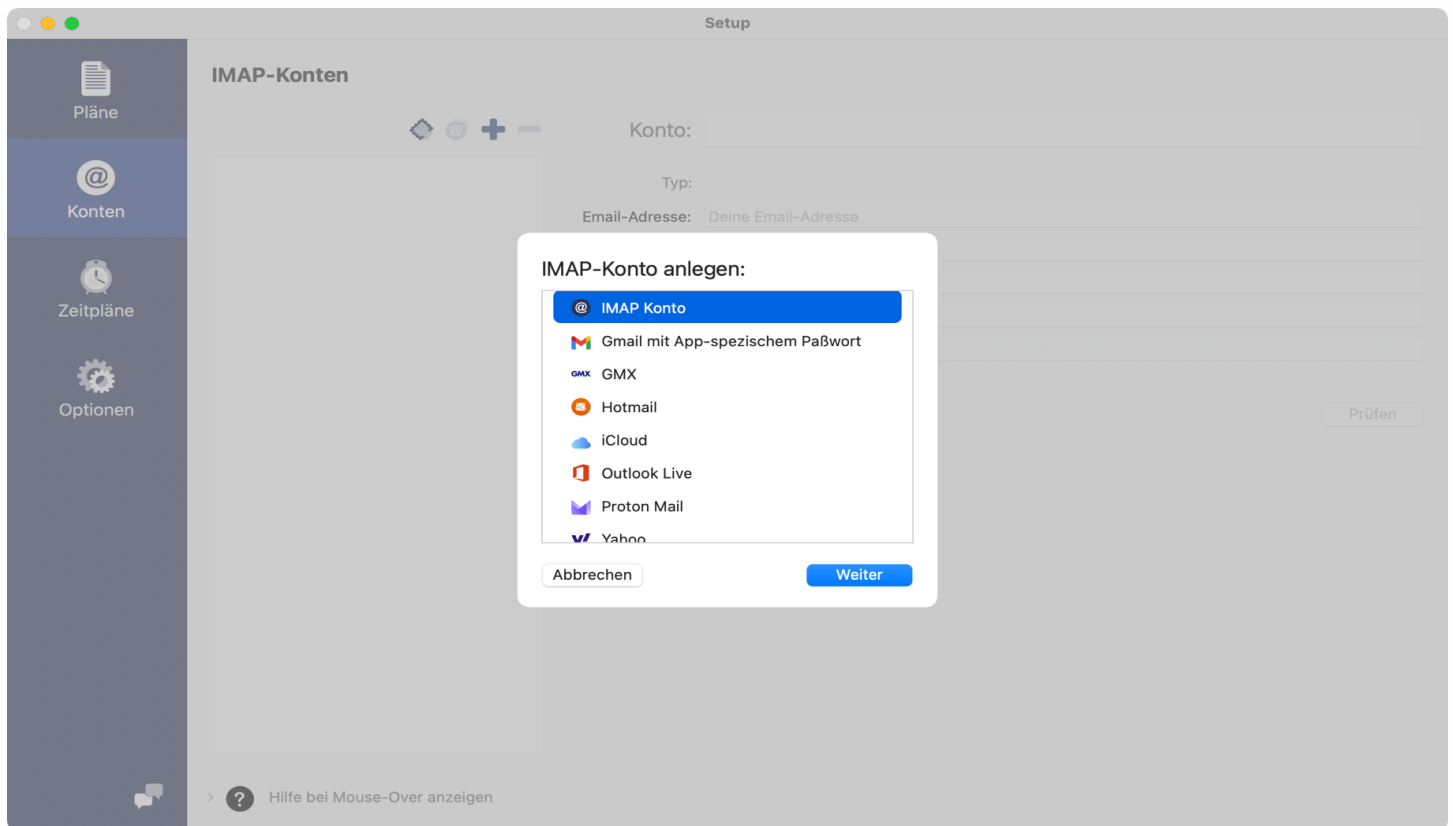 Setup
Pläne
Konten
Zeitpläne
Optionen
IMAP-Konten
Konto:
Typ:
Email-Adresse: Deine Email-Adresse
Prüfen
IMAP-Konto anlegen:
@ IMAP Konto
Gmail mit App-spezischem Paßwort
GMX GMX
Hotmail
iCloud
Outlook Live
Proton Mail
Yahoo
Abbrechen Weiter
? Hilfe bei Mouse-Over anzeigen